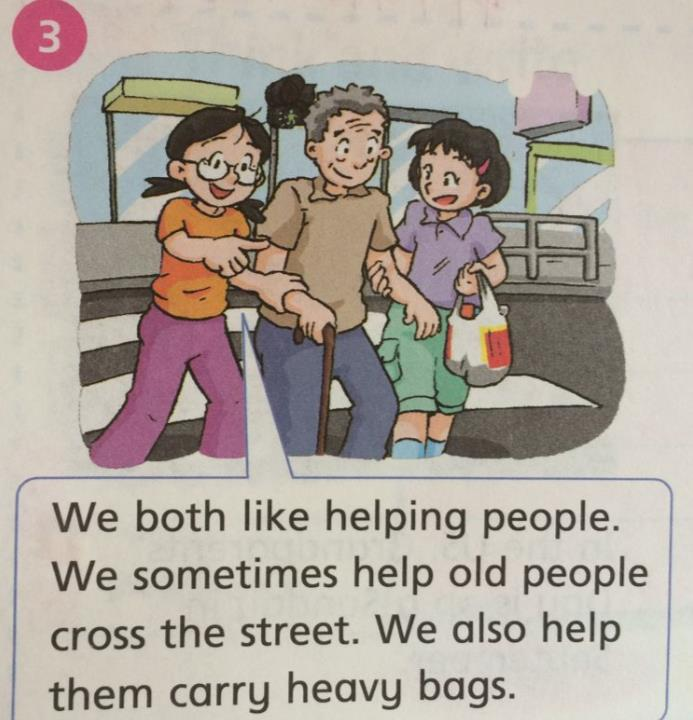 3
We both like helping people.
We sometimes help old people
cross the street. We also help
them carry heavy bags.